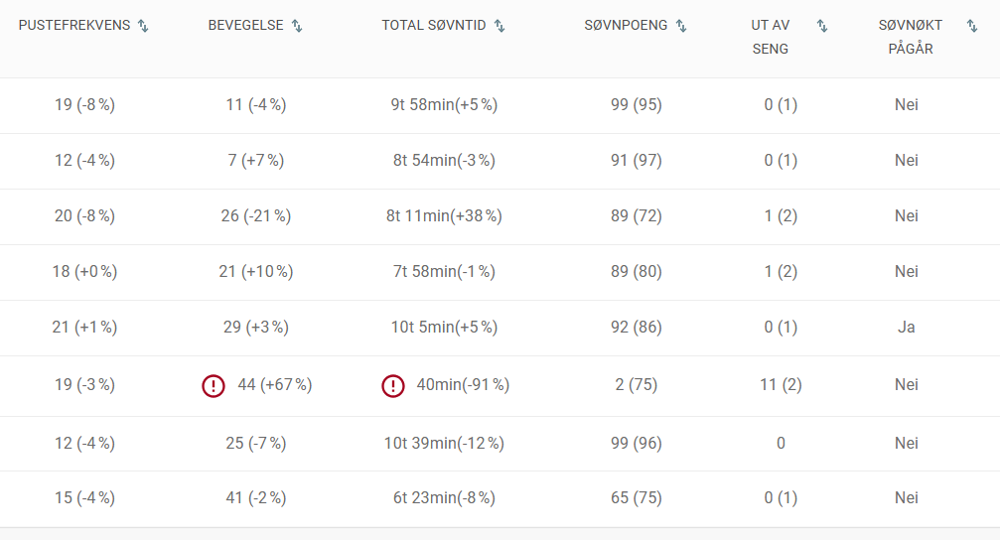 PUSTEFREKVENS BEVEGELSE TOTAL SØVNTID SØVNPOENG UT AV SENG SØVNØKT PÅGÅR
19 (-8 %) 11 (-4 %) 9t 58min(+5 %) 99 (95) 0 (1) Nei
12 (-4 %) 7 (+7 %) 8t 54min(-3 %) 91 (97) 0 (1) Nei
20 (-8 %) 26 (-21 %) 8t 11min(+38 %) 89 (72) 1 (2) Nei
18 (+0 %) 21 (+10 %) 7t 58min(-1 %) 89 (80) 1 (2) Nei
21 (+1 %) 29 (+3 %) 10t 5min(+5 %) 92 (86) 0 (1) Ja
19 (-3 %) 44 (+67 %) 40min(-91 %) 2 (75) 11 (2) Nei
12 (-4 %) 25 (-7 %) 10t 39min(-12 %) 99 (96) 0 Nei
15 (-4 %) 41 (-2 %) 6t 23min(-8 %) 65 (75) 0 (1) Nei